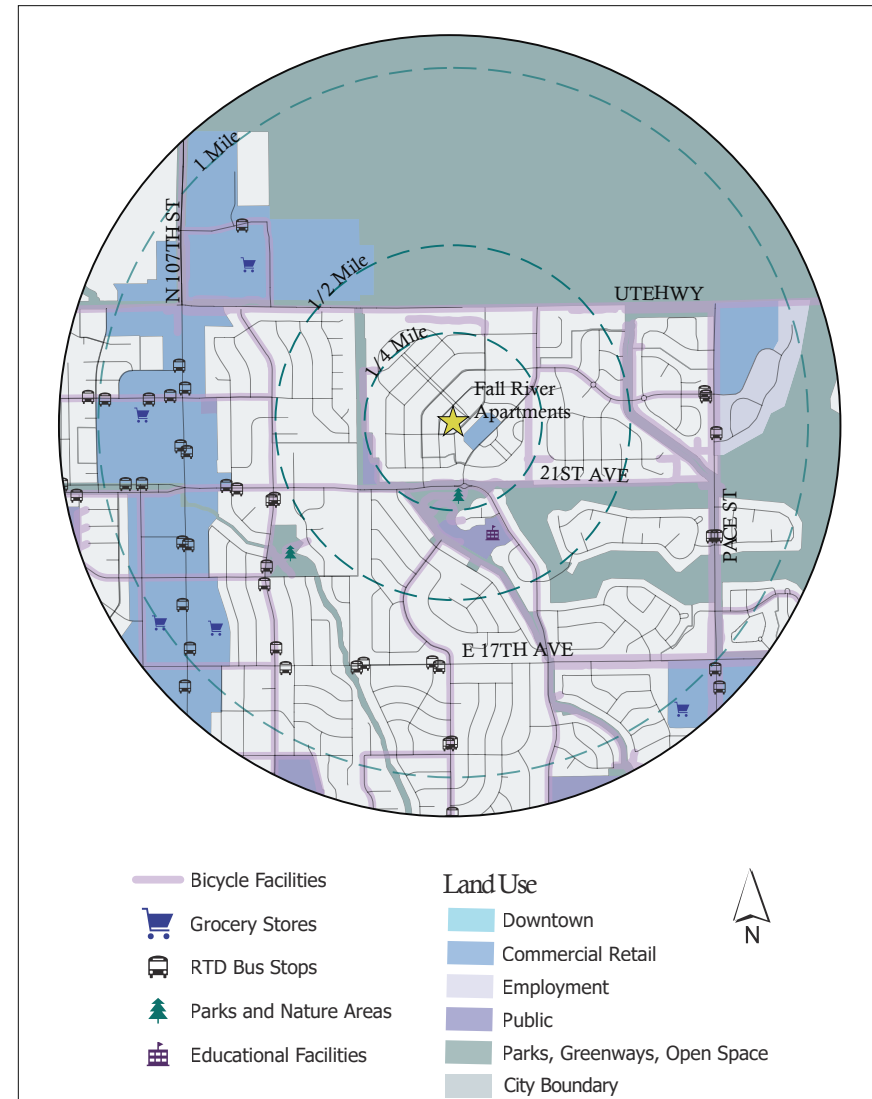 1 Mile
N 107TH ST
1/2 Mile
UTEHWY
1/4 Mile
Fall River
Apartments
21ST AVE
PACE ST
E 17TH AVE
Bicycle Facilities
Grocery Stores
RTD Bus Stops
Parks and Nature Areas
Educational Facilities
Land Use
Downtown
Commercial Retail
Employment
Public
Parks, Greenways, Open Space
City Boundary
N